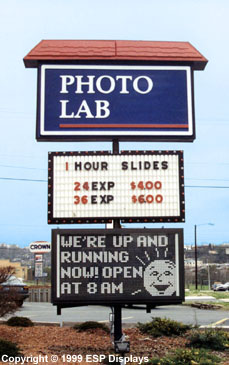 PHOTO
LAB
1 HOUR SLIDES
24 EXP $4.00
36 EXP $6.00
WE'RE UP AND
RUNNING
NOW! OPEN
AT 8 AM
CROWN
Copyright © 1999 ESP Displays